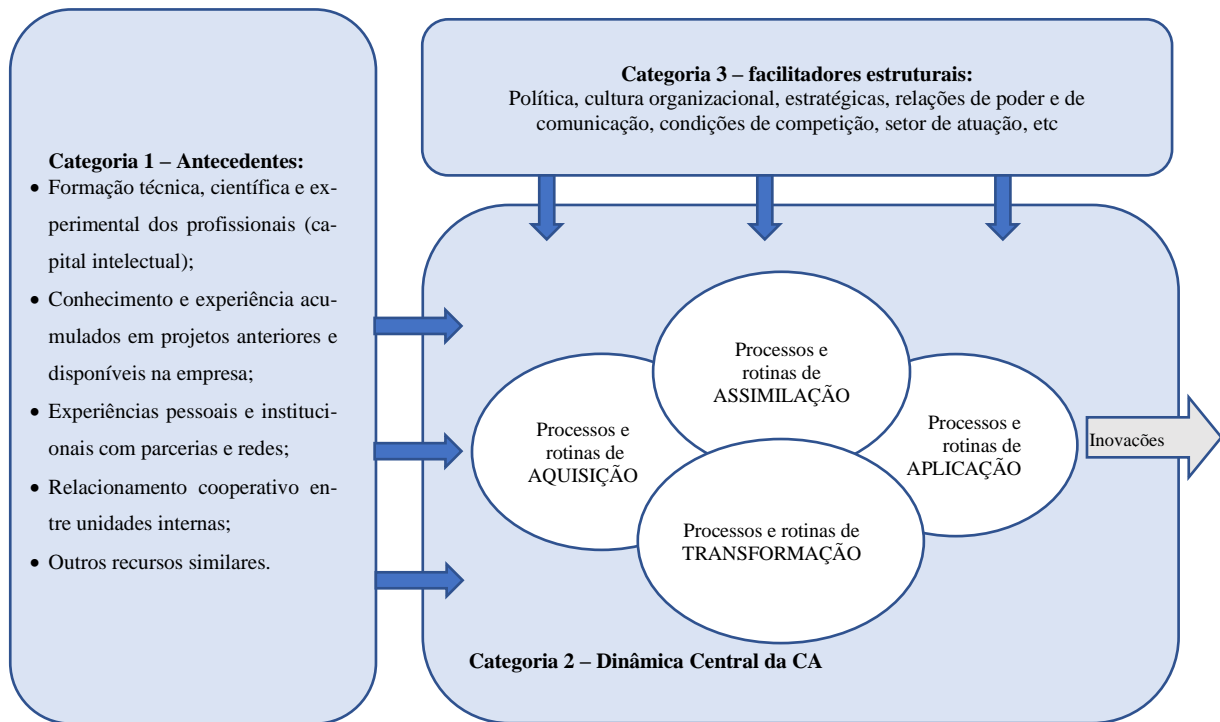 Categoria 3 – facilitadores estruturais:
Política, cultura organizacional, estratégicas, relações de poder e de
comunicação, condições de competição, setor de atuação, etc
Categoria 1 – Antecedentes:
• Formação técnica, científica e ex-
perimental dos profissionais (ca-
pital intelectual);
• Conhecimento e experiência acu-
mulados em projetos anteriores e
disponíveis na empresa;
• Experiências pessoais e instituci-
onais com parcerias e redes;
• Relacionamento cooperativo en-
tre unidades internas;
• Outros recursos similares.
Processos e
rotinas de
AQUISIÇÃO
Processos e
rotinas de
ASSIMILAÇÃO
Processos e rotinas de
TRANSFORMAÇÃO
Processos e
rotinas de
APLICAÇÃO
Inovacões
Categoria 2 – Dinâmica Central da CA